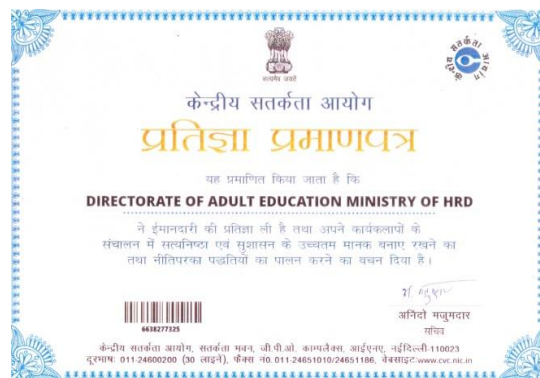 सत्यमेव जयते
केन्द्रीय सतर्कता आयोग
केन्द्रीय सतर्कता आयोग
प्रतिज्ञा प्रमाणपत्र
यह प्रमाणित किया जाता है कि
DIRECTORATE OF ADULT EDUCATION MINISTRY OF HRD
ने ईमानदारी की प्रतिज्ञा ली है तथा अपने कार्यकलापों के
संचालन में सत्यनिष्ठा एवं सुशासन के उच्चतम मानक बनाए रखने का
तथा नीतिपरका पद्धतियों का पालन करने का वचन दिया है।
6638277325
अनिंदो मजुमदार
सचिव
केन्द्रीय सतर्कता आयोग, सतर्कता भवन, जी.पी.ओ. काम्पलैक्स, आईएनए, नईदिल्ली-110023
दूरभाष: 011-24600200 (30 लाइनें), फैक्स नं0. 011-24651010/24651186, वेबसाइट:www.cvc.nic.in